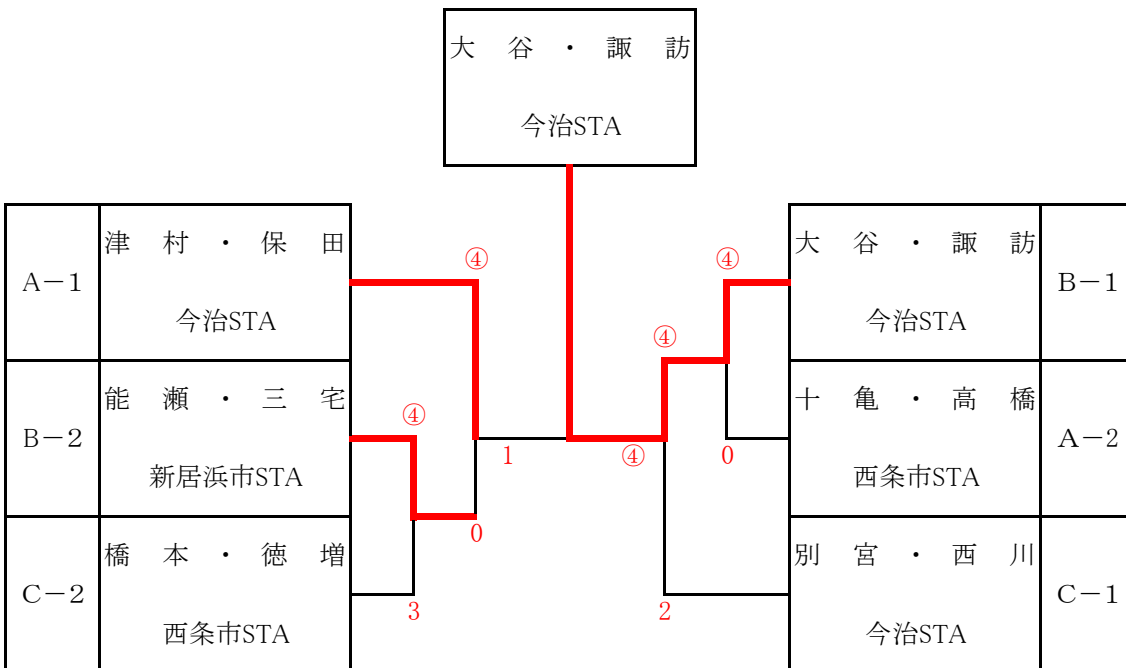 大谷・諏訪
今治STA
A－1
津村・保田
今治STA
B－2
能瀬・三宅
新居浜市STA
C－2
橋本・徳増
西条市STA
④
④
0
3
1
④
④
④
0
2
大谷・諏訪
今治STA
B－1
十亀・高橋
西条市STA
A－2
別宮・西川
今治STA
C－1